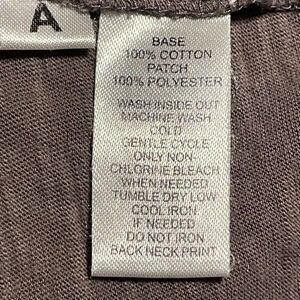 A
BASE
100% COTTON
PATCH
100% POLYESTER
WASH INSIDE OUT
MACHINE WASH
COLD
GENTLE CYCLE
ONLY NON-
CHLORINE BLEACH
WHEN NEEDED
TUMBLE DRY LOW
COOL IRON
IF NEEDED
DO NOT IRON
BACK NECK PRINT